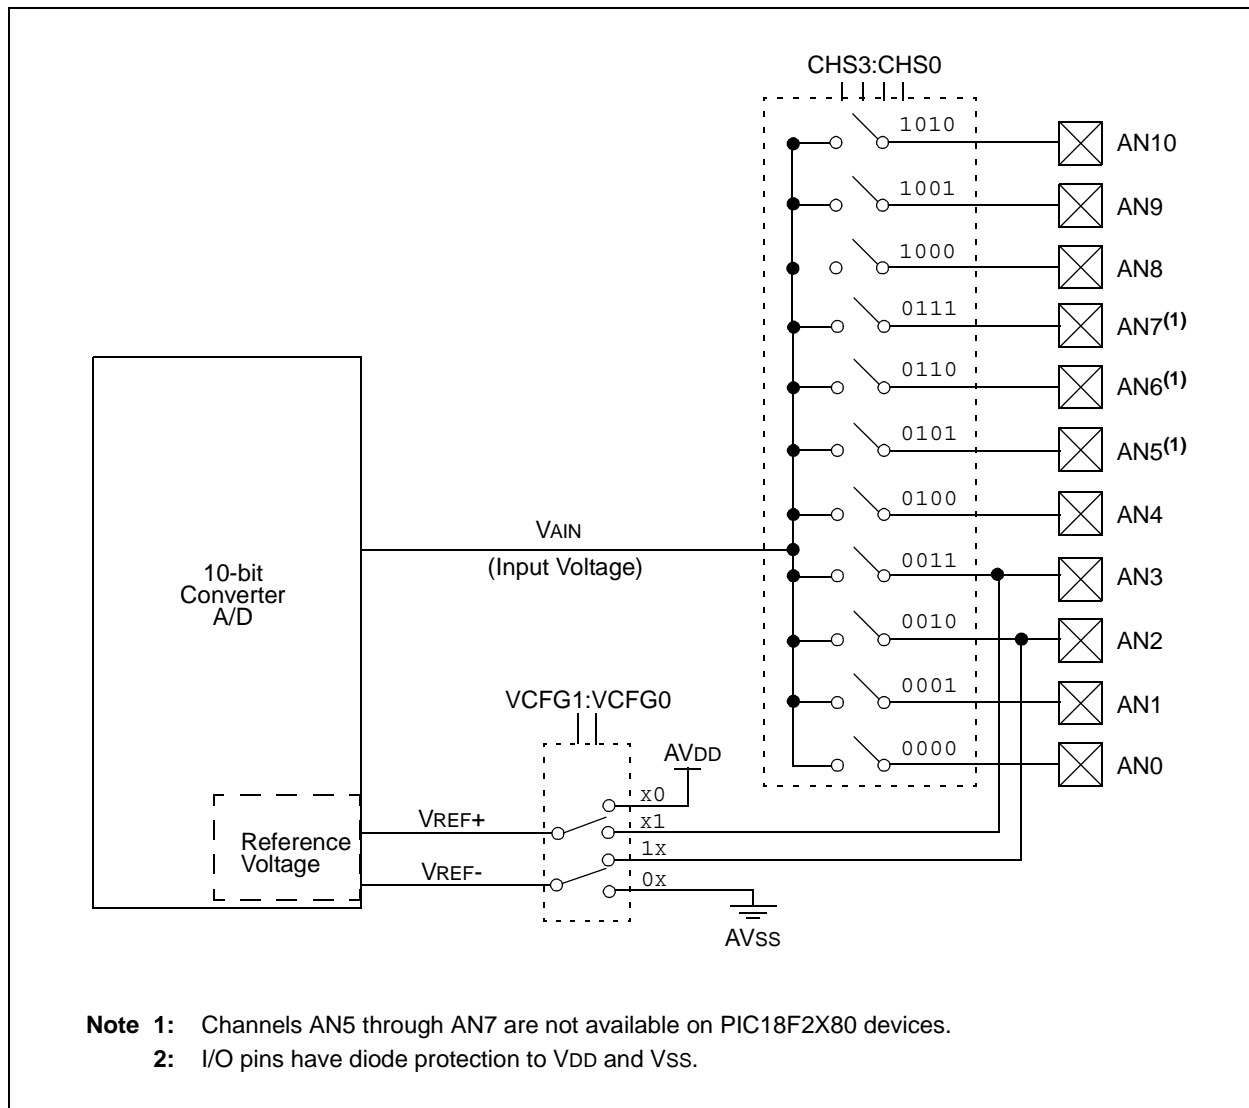 CHS3:CHS0
1010
AN10
1001
AN9
1000
AN8
0111
AN7(1)
0110
AN6(1)
0101
AN5(1)
0100
AN4
VAIN
(Input Voltage)
0011
AN3
10-bit
Converter
A/D
0010
AN2
VCFG1:VCFG0
0001
AN1
AVDD
0000
AN0
x0
VREF+
x1
Reference
Voltage
1x
VREF-
0x
AVSS
Note 1: Channels AN5 through AN7 are not available on PIC18F2X80 devices.
2: I/O pins have diode protection to VDD and VSS.